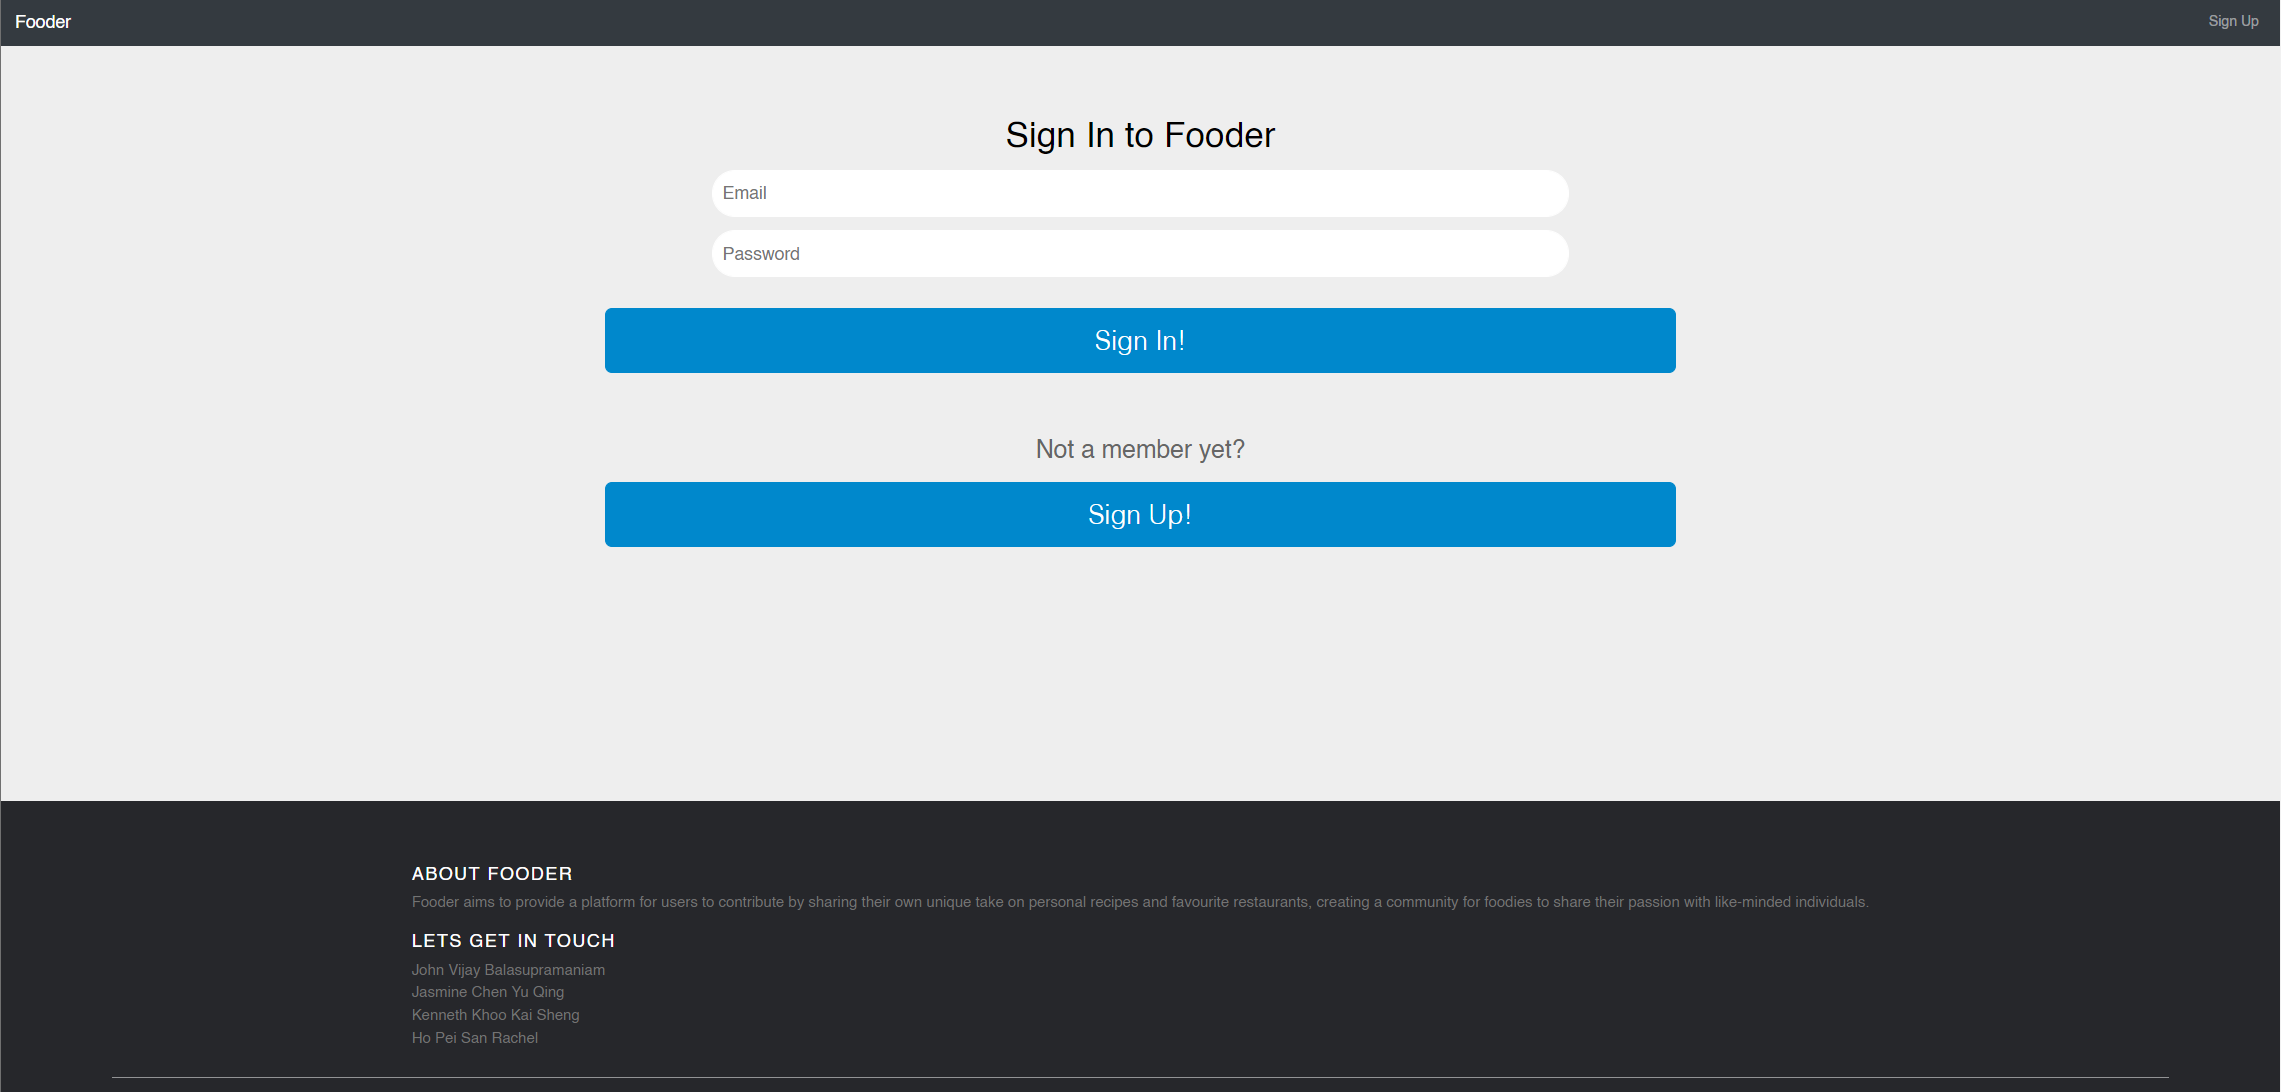 Fooder
Sign Up
Sign In to Fooder
Email
Password
Sign In!
Not a member yet?
Sign Up!
ABOUT FOODER
Fooder aims to provide a platform for users to contribute by sharing their own unique take on personal recipes and favourite restaurants, creating a community for foodies to share their passion with like-minded individuals.
LETS GET IN TOUCH
John Vijay Balasupramaniam
Jasmine Chen Yu Qing
Kenneth Khoo Kai Sheng
Ho Pei San Rachel